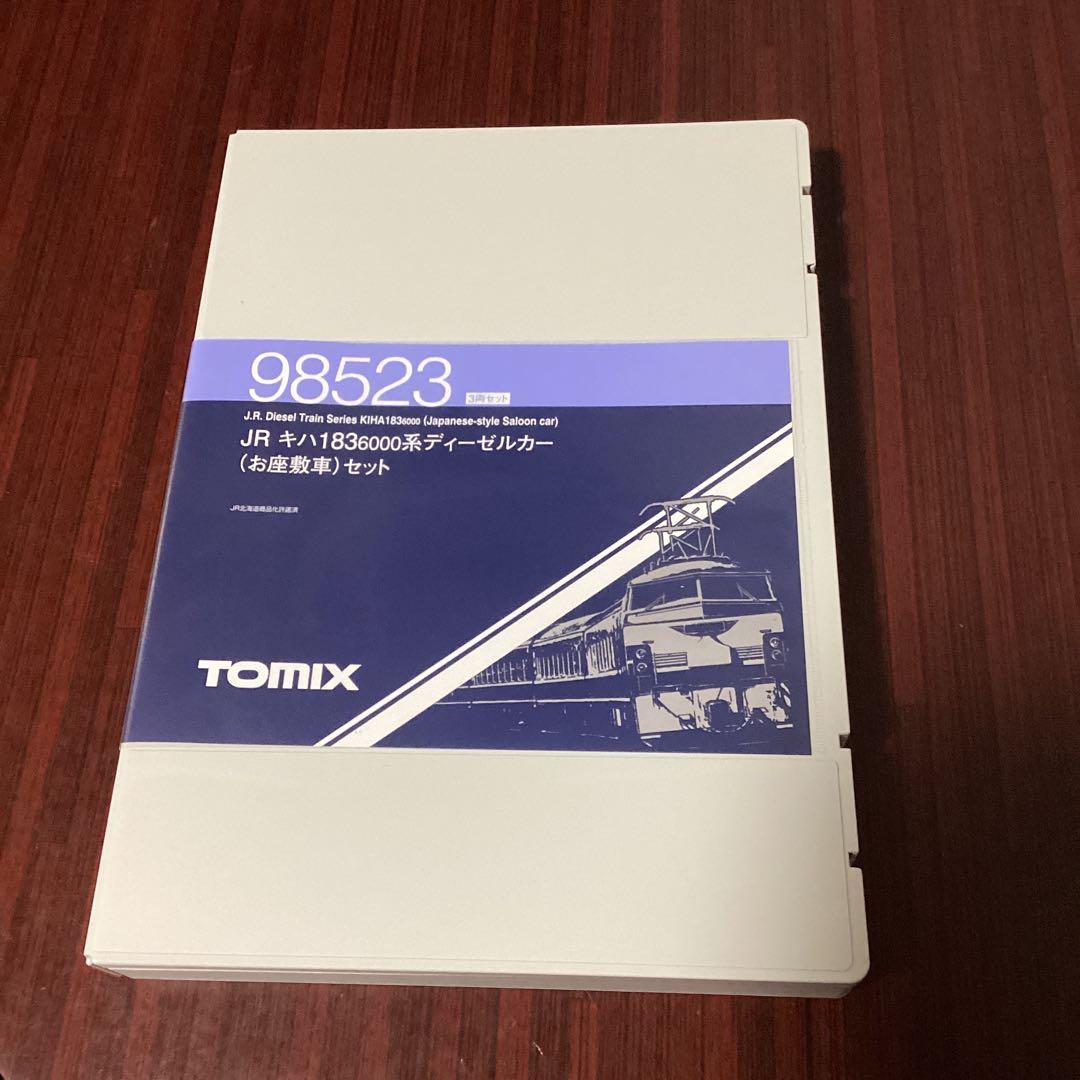 98523 3両セット
J.R. Diesel Train Series KIHA1836000 (Japanese-style Saloon car)
JR キハ1836000系ディーゼルカー
(お座敷車)セット
JR北海道商品化許諾済
TOMIX